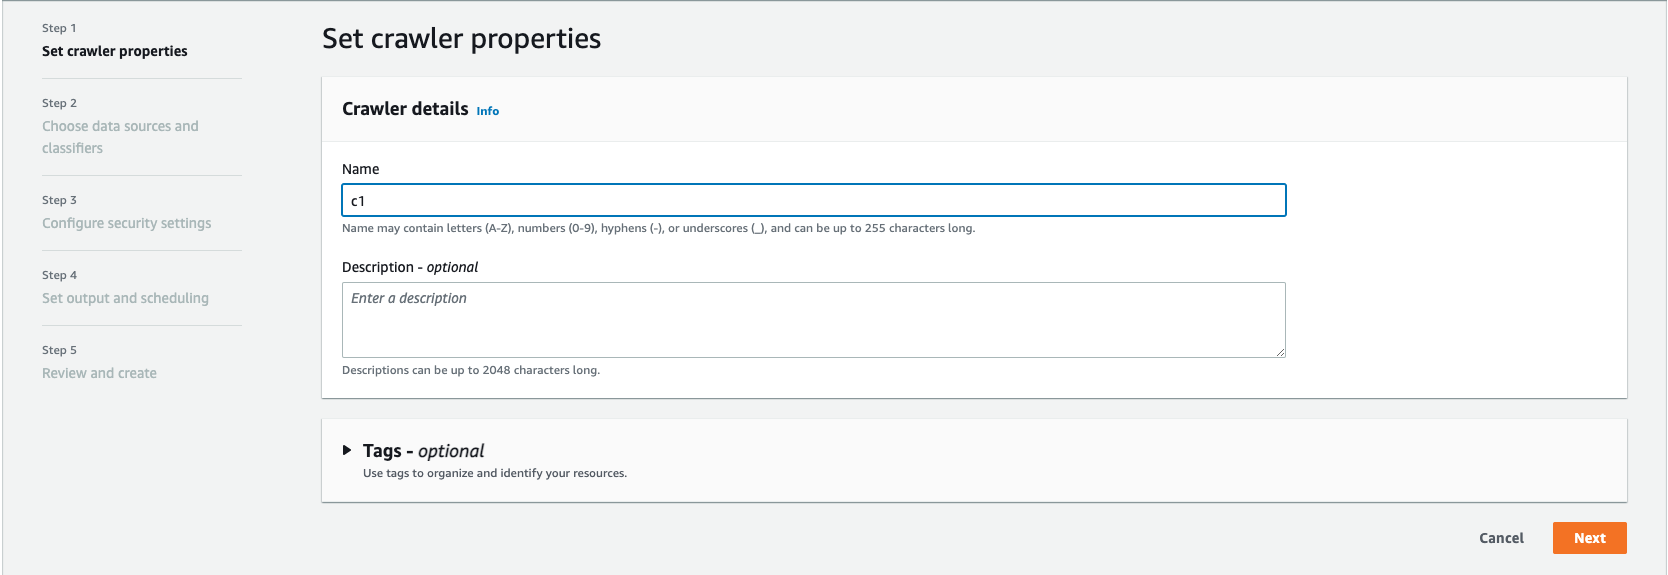 Step 1
Set crawler properties
Step 2
Choose data sources and
classifiers
Step 3
Configure security settings
Step 4
Set output and scheduling
Step 5
Review and create
Set crawler properties
Crawler details Info
Name
c1
Name may contain letters (A-Z), numbers (0-9), hyphens (-), or underscores (_), and can be up to 255 characters long.
Description - optional
Enter a description
Descriptions can be up to 2048 characters long.
Tags - optional
Use tags to organize and identify your resources.
Cancel Next